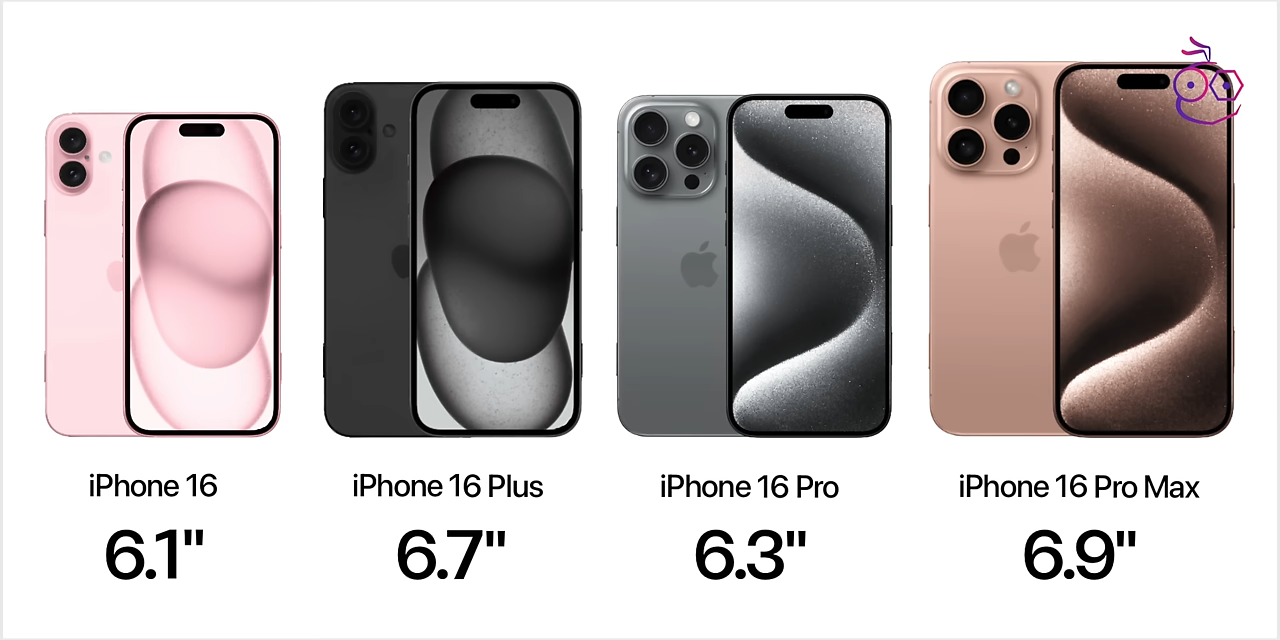 iPhone 16
6.1"
iPhone 16 Plus
6.7"
iPhone 16 Pro
6.3"
iPhone 16 Pro Max
6.9"